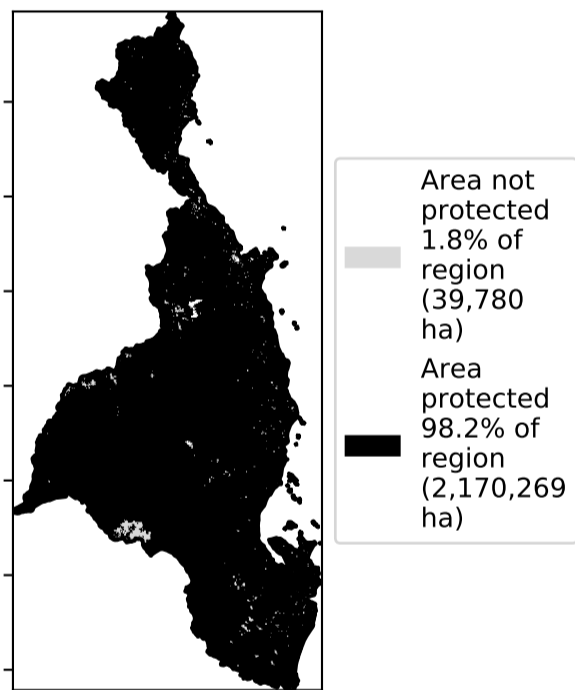 Area not
protected
1.8% of
region
(39,780
ha)
Area
protected
98.2% of
region
(2,170,269
ha)